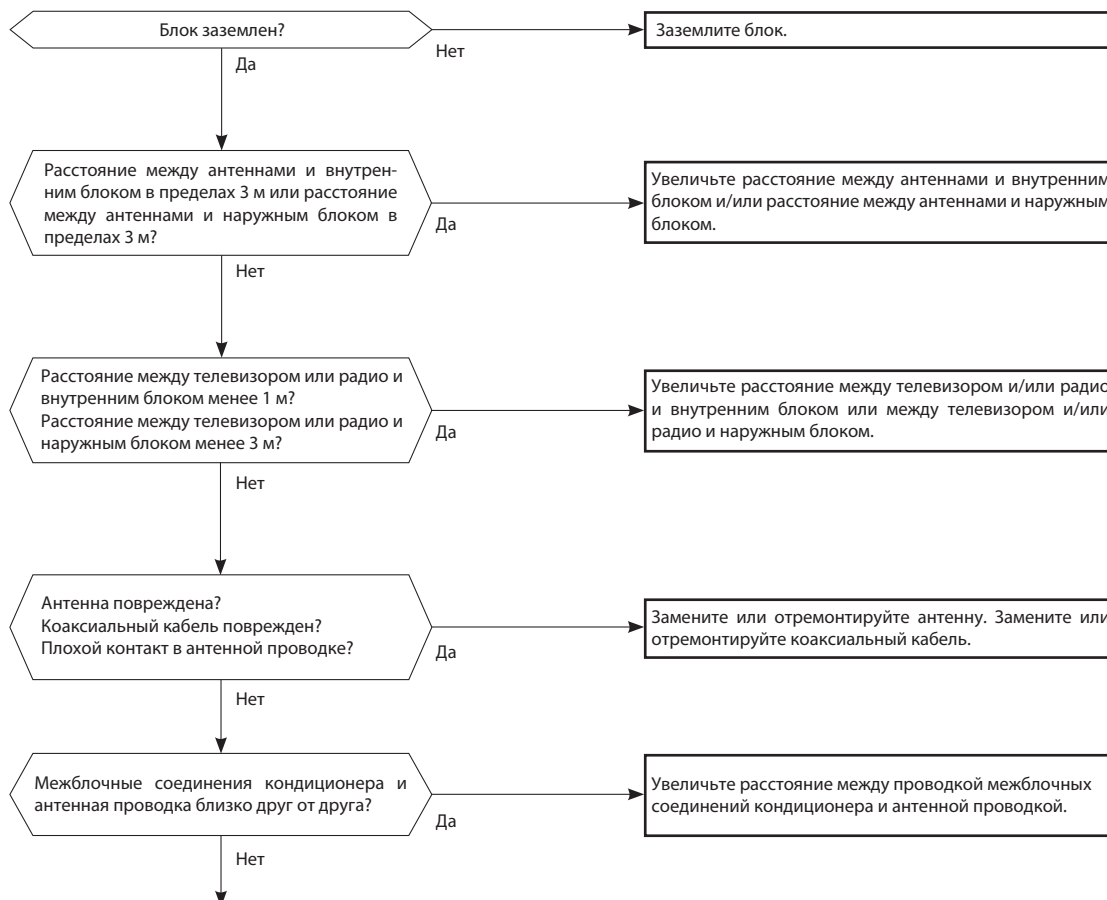 Блок заземлен?
Заземлите блок.
Нет
Да
Расстояние между антеннами и внутрен-
ним блоком в пределах 3 м или расстояние
между антеннами и наружным блоком в
пределах 3 м?
Увеличьте расстояние между антеннами и внутренним
блоком и/или расстояние между антеннами и наружным
блоком.
Да
Нет
Расстояние между телевизором или радио и
внутренним блоком менее 1 м?
Расстояние между телевизором или радио и
наружным блоком менее 3 м?
Увеличьте расстояние между телевизором и/или радио
и внутренним блоком или между телевизором и/или
радио и наружным блоком.
Да
Нет
Антенна повреждена?
Коаксиальный кабель поврежден?
Плохой контакт в антенной проводке?
Замените или отремонтируйте антенну. Замените или
отремонтируйте коаксиальный кабель.
Да
Нет
Межблочные соединения кондиционера и
антенная проводка близко друг от друга?
Увеличьте расстояние между проводкой межблочных
соединений кондиционера и антенной проводкой.
Да
Нет